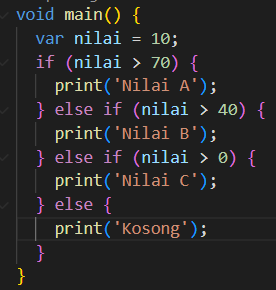 void main() {
  var nilai = 10;
  if (nilai > 70) {
    print('Nilai A');
  } else if (nilai > 40) {
    print('Nilai B');
  } else if (nilai > 0) {
    print('Nilai C');
  } else {
    print('Kosong');
  }
}